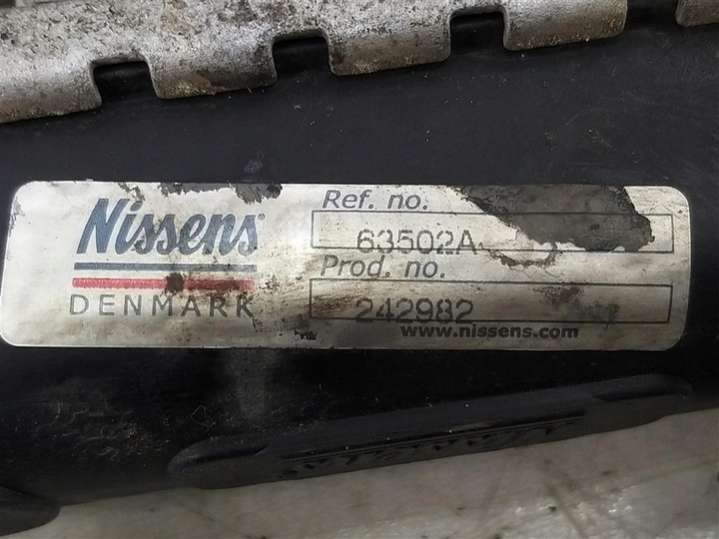 Nissens
DENMARK
Ref. no.
63502A
Prod. no.
242982
www.nissens.com